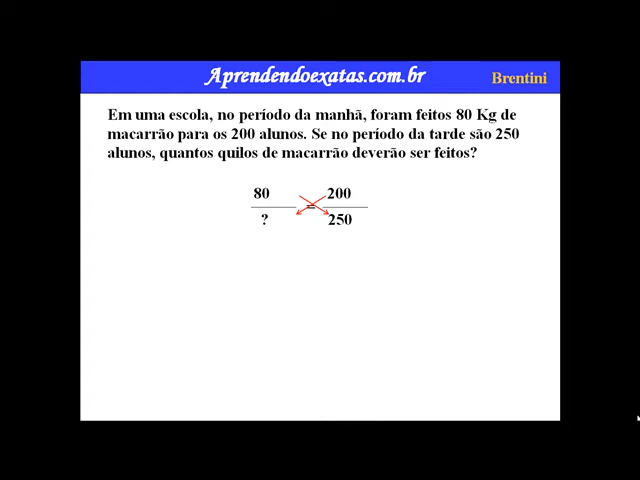 Aprendendoexatas.com.br
Brentini
Em uma escola, no período da manhã, foram feitos 80 Kg de
macarrão para os 200 alunos. Se no período da tarde são 250
alunos, quantos quilos de macarrão deverão ser feitos?
80 200
=
? 250